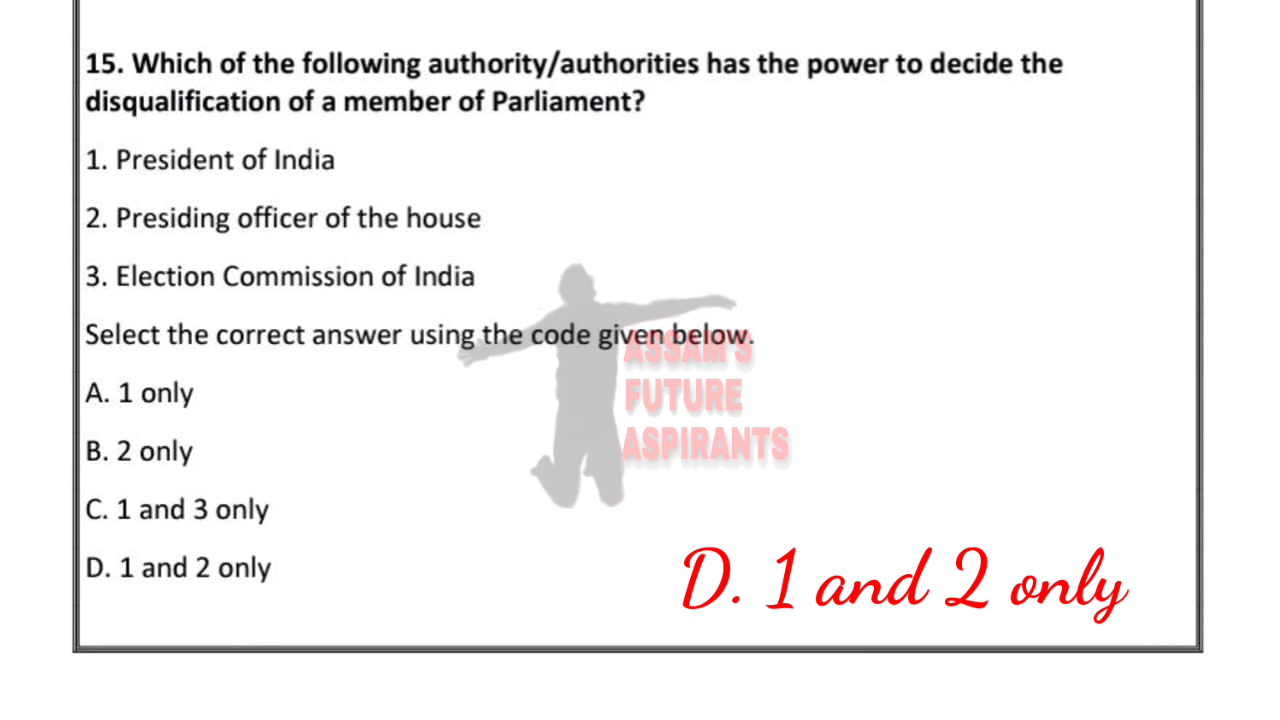 15. Which of the following authority/authorities has the power to decide the
disqualification of a member of Parliament?
1. President of India
2. Presiding officer of the house
3. Election Commission of India
Select the correct answer using the code given below.
ASSAM'S
FUTURE
ASPIRANTS
A. 1 only
B. 2 only
C. 1 and 3 only
D. 1 and 2 only
D. 1 and 2 only